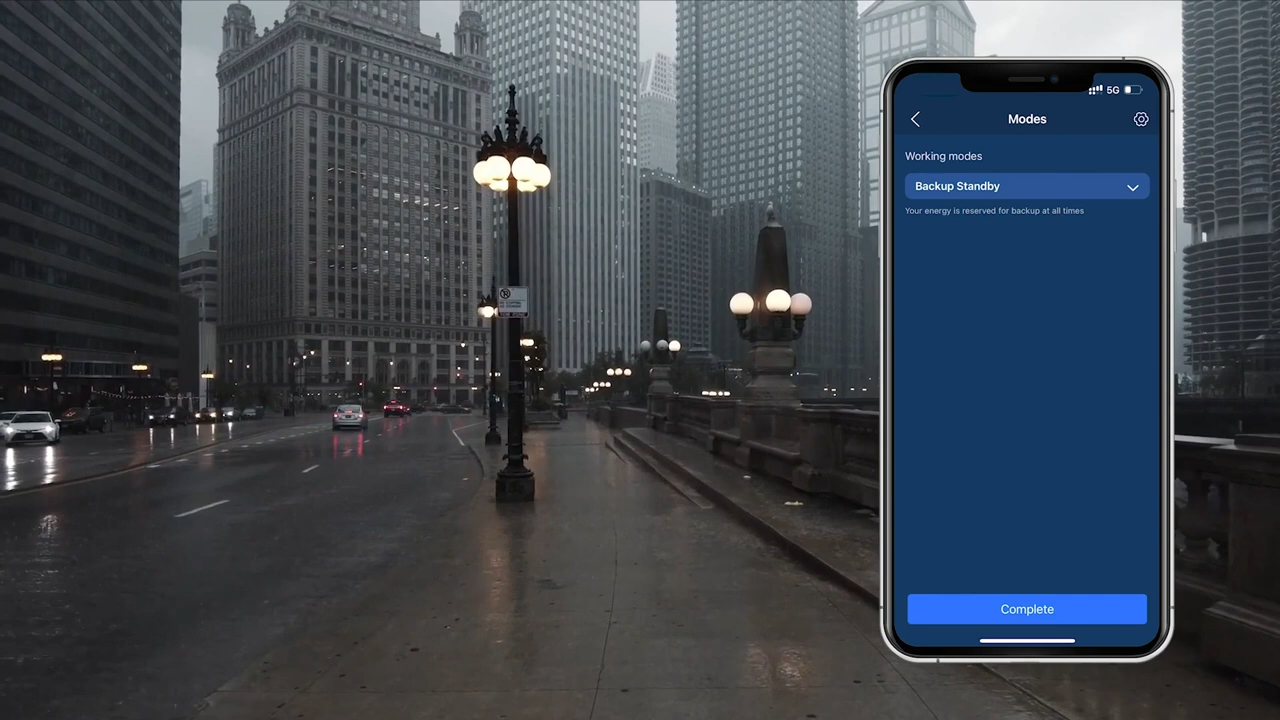 5G
Modes
Working modes
Backup Standby
Your energy is reserved for backup at all times
Complete